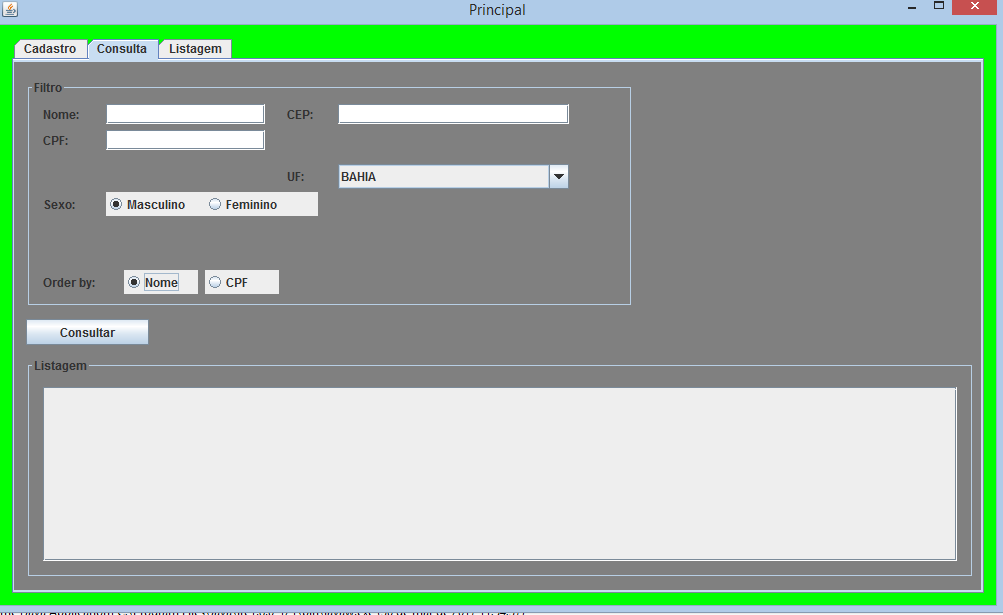 Principal
Cadastro Consulta Listagem
Filtro
Nome: CEP:
CPF:
UF: BAHIA
Sexo: Masculino Feminino
Order by: Nome CPF
Consultar
Listagem